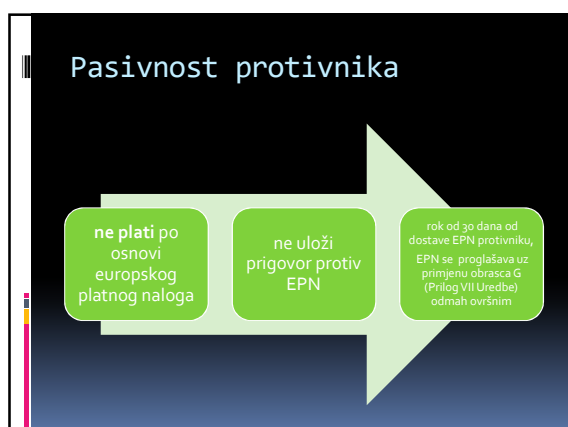 Pasivnost protivnika
ne plati po
osnovi
europskog
platnog naloga
ne uloži
prigovor protiv
EPN
rok od 30 dana od
dostave EPN protivniku,
EPN se proglašava uz
primjenu obrasca G
(Prilog VII Uredbe)
odmah ovršnim